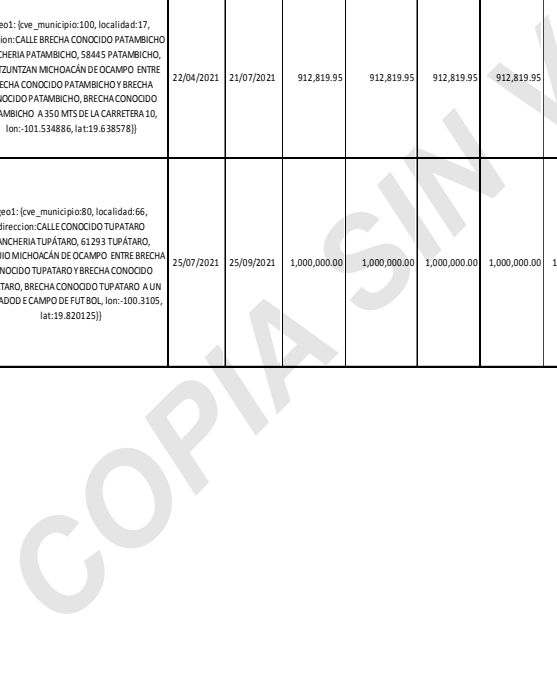 geo1: {cve_municipio:100, localidad:17,
ion:CALLE BRECHA CONOCIDO PATAMBICHO
CHERIA PATAMBICHO, 58445 PATAMBICHO,
TZUNTZAN MICHOACÁN DE OCAMPO ENTRE
ECHA CONOCIDO PATAMBICHO Y BRECHA
NOCIDO PATAMBICHO, BRECHA CONOCIDO
AMBICHO A 350 MTS DE LA CARRETERA 10,
lon:-101.534886, lat:19.638578}}
22/04/2021 21/07/2021 912,819.95 912,819.95 912,819.95 912,819.95
geo1: {cve_municipio:80, localidad:66,
direccion:CALLE CONOCIDO TUPATARO
ANCHERIA TUPÁTARO, 61293 TUPÁTARO,
IO MICHOACÁN DE OCAMPO ENTRE BRECHA
NOCIDO TUPATARO Y BRECHA CONOCIDO
TARO, BRECHA CONOCIDO TUPATARO A UN
ADOD E CAMPO DE FUT BOL, lon:-100.3105,
lat:19.820125}}
25/07/2021 25/09/2021 1,000,000.00 1,000,000.00 1,000,000.00 1,000,000.00 1
COPIA SIN V